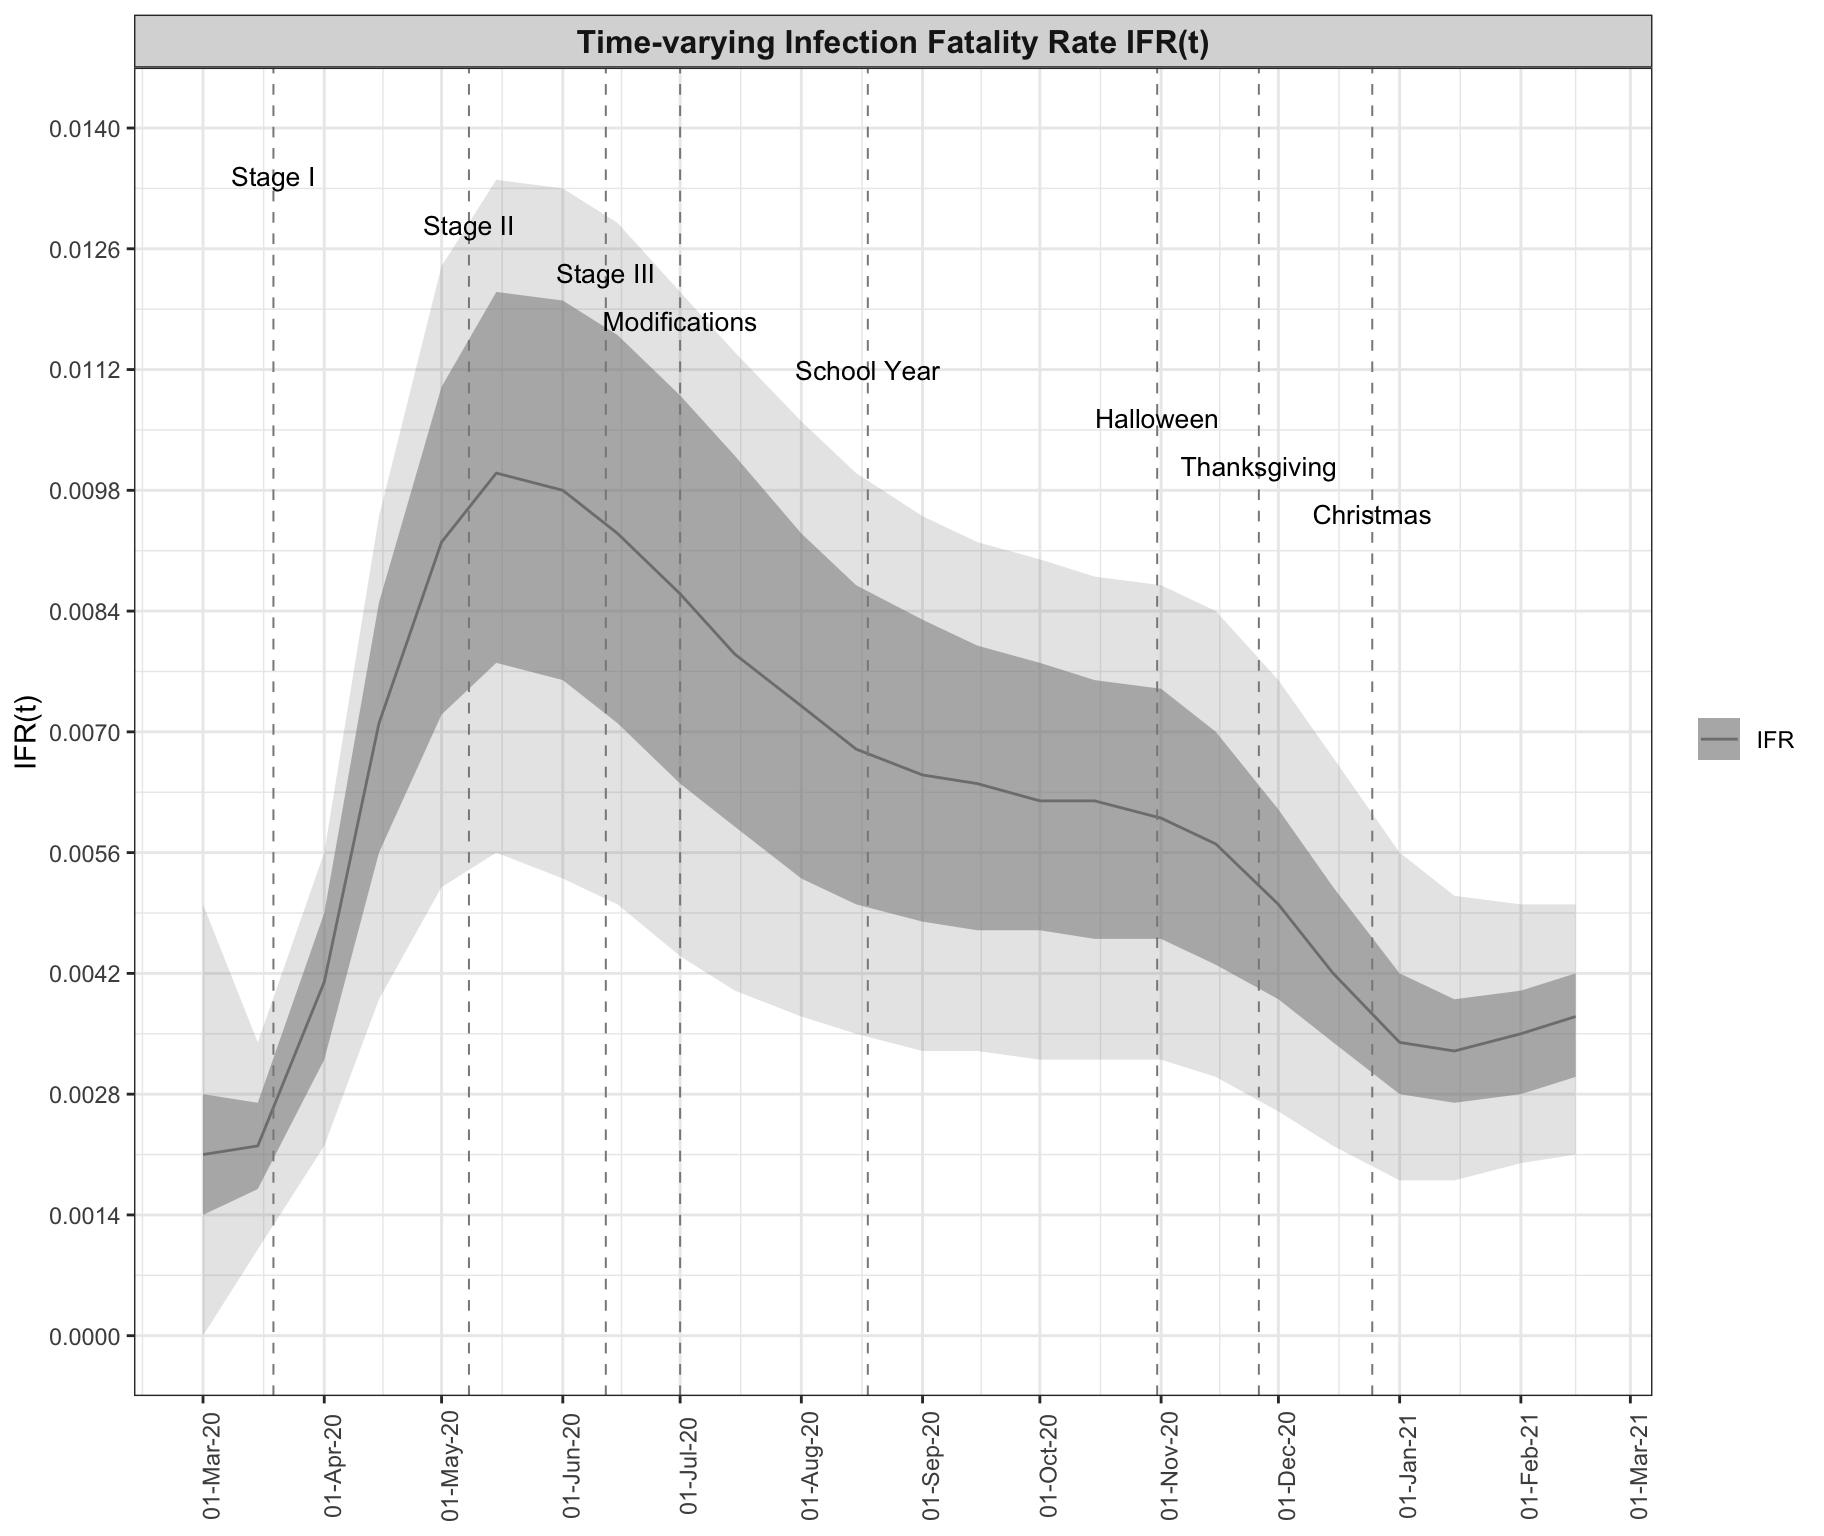 Time-varying Infection Fatality Rate IFR(t)
0.0140
Stage I
Stage II
0.0126
Stage III
Modifications
0.0112
School Year
Halloween
Thanksgiving
0.0098
Christmas
0.0084
IFR(t)
0.0070
IFR
0.0056
0.0042
0.0028
0.0014
0.0000
01-Mar-20
01-Apr-20
01-May-20
01-Jun-20
01-Jul-20
01-Aug-20
01-Sep-20
01-Oct-20
01-Nov-20
01-Dec-20
01-Jan-21
01-Feb-21
01-Mar-21